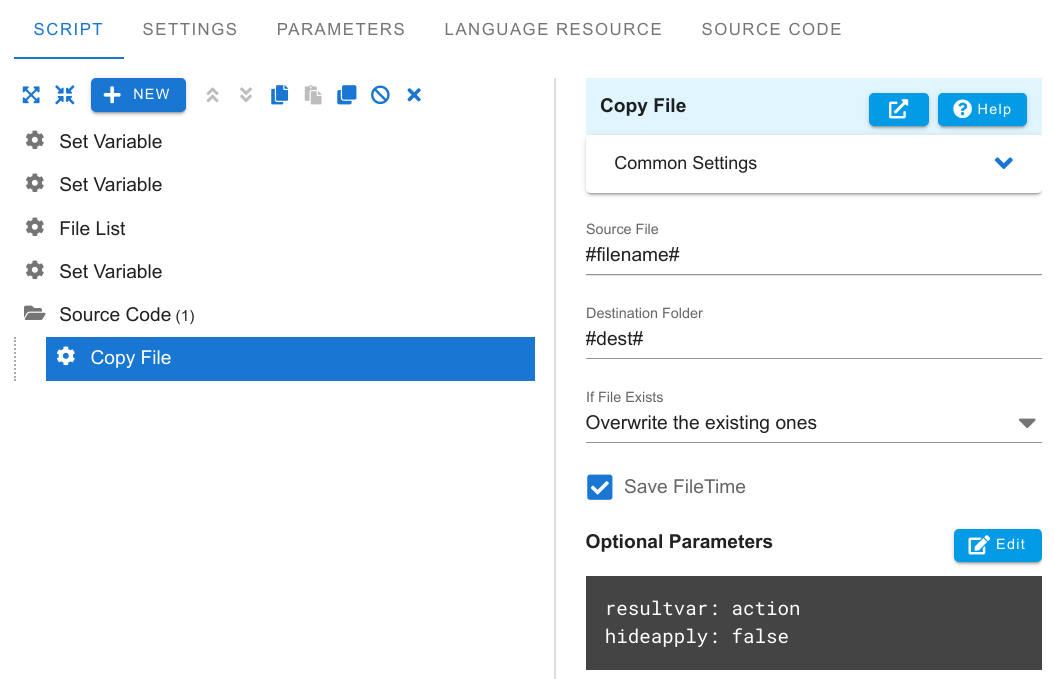 SCRIPT SETTINGS PARAMETERS LANGUAGE RESOURCE SOURCE CODE
NEW
Set Variable
Set Variable
File List
Set Variable
Source Code (1)
Copy File
Copy File
Help
Common Settings
Source File
#filename#
Destination Folder
#dest#
If File Exists
Overwrite the existing ones
Save FileTime
Optional Parameters
Edit
resultvar: action
hideapply: false